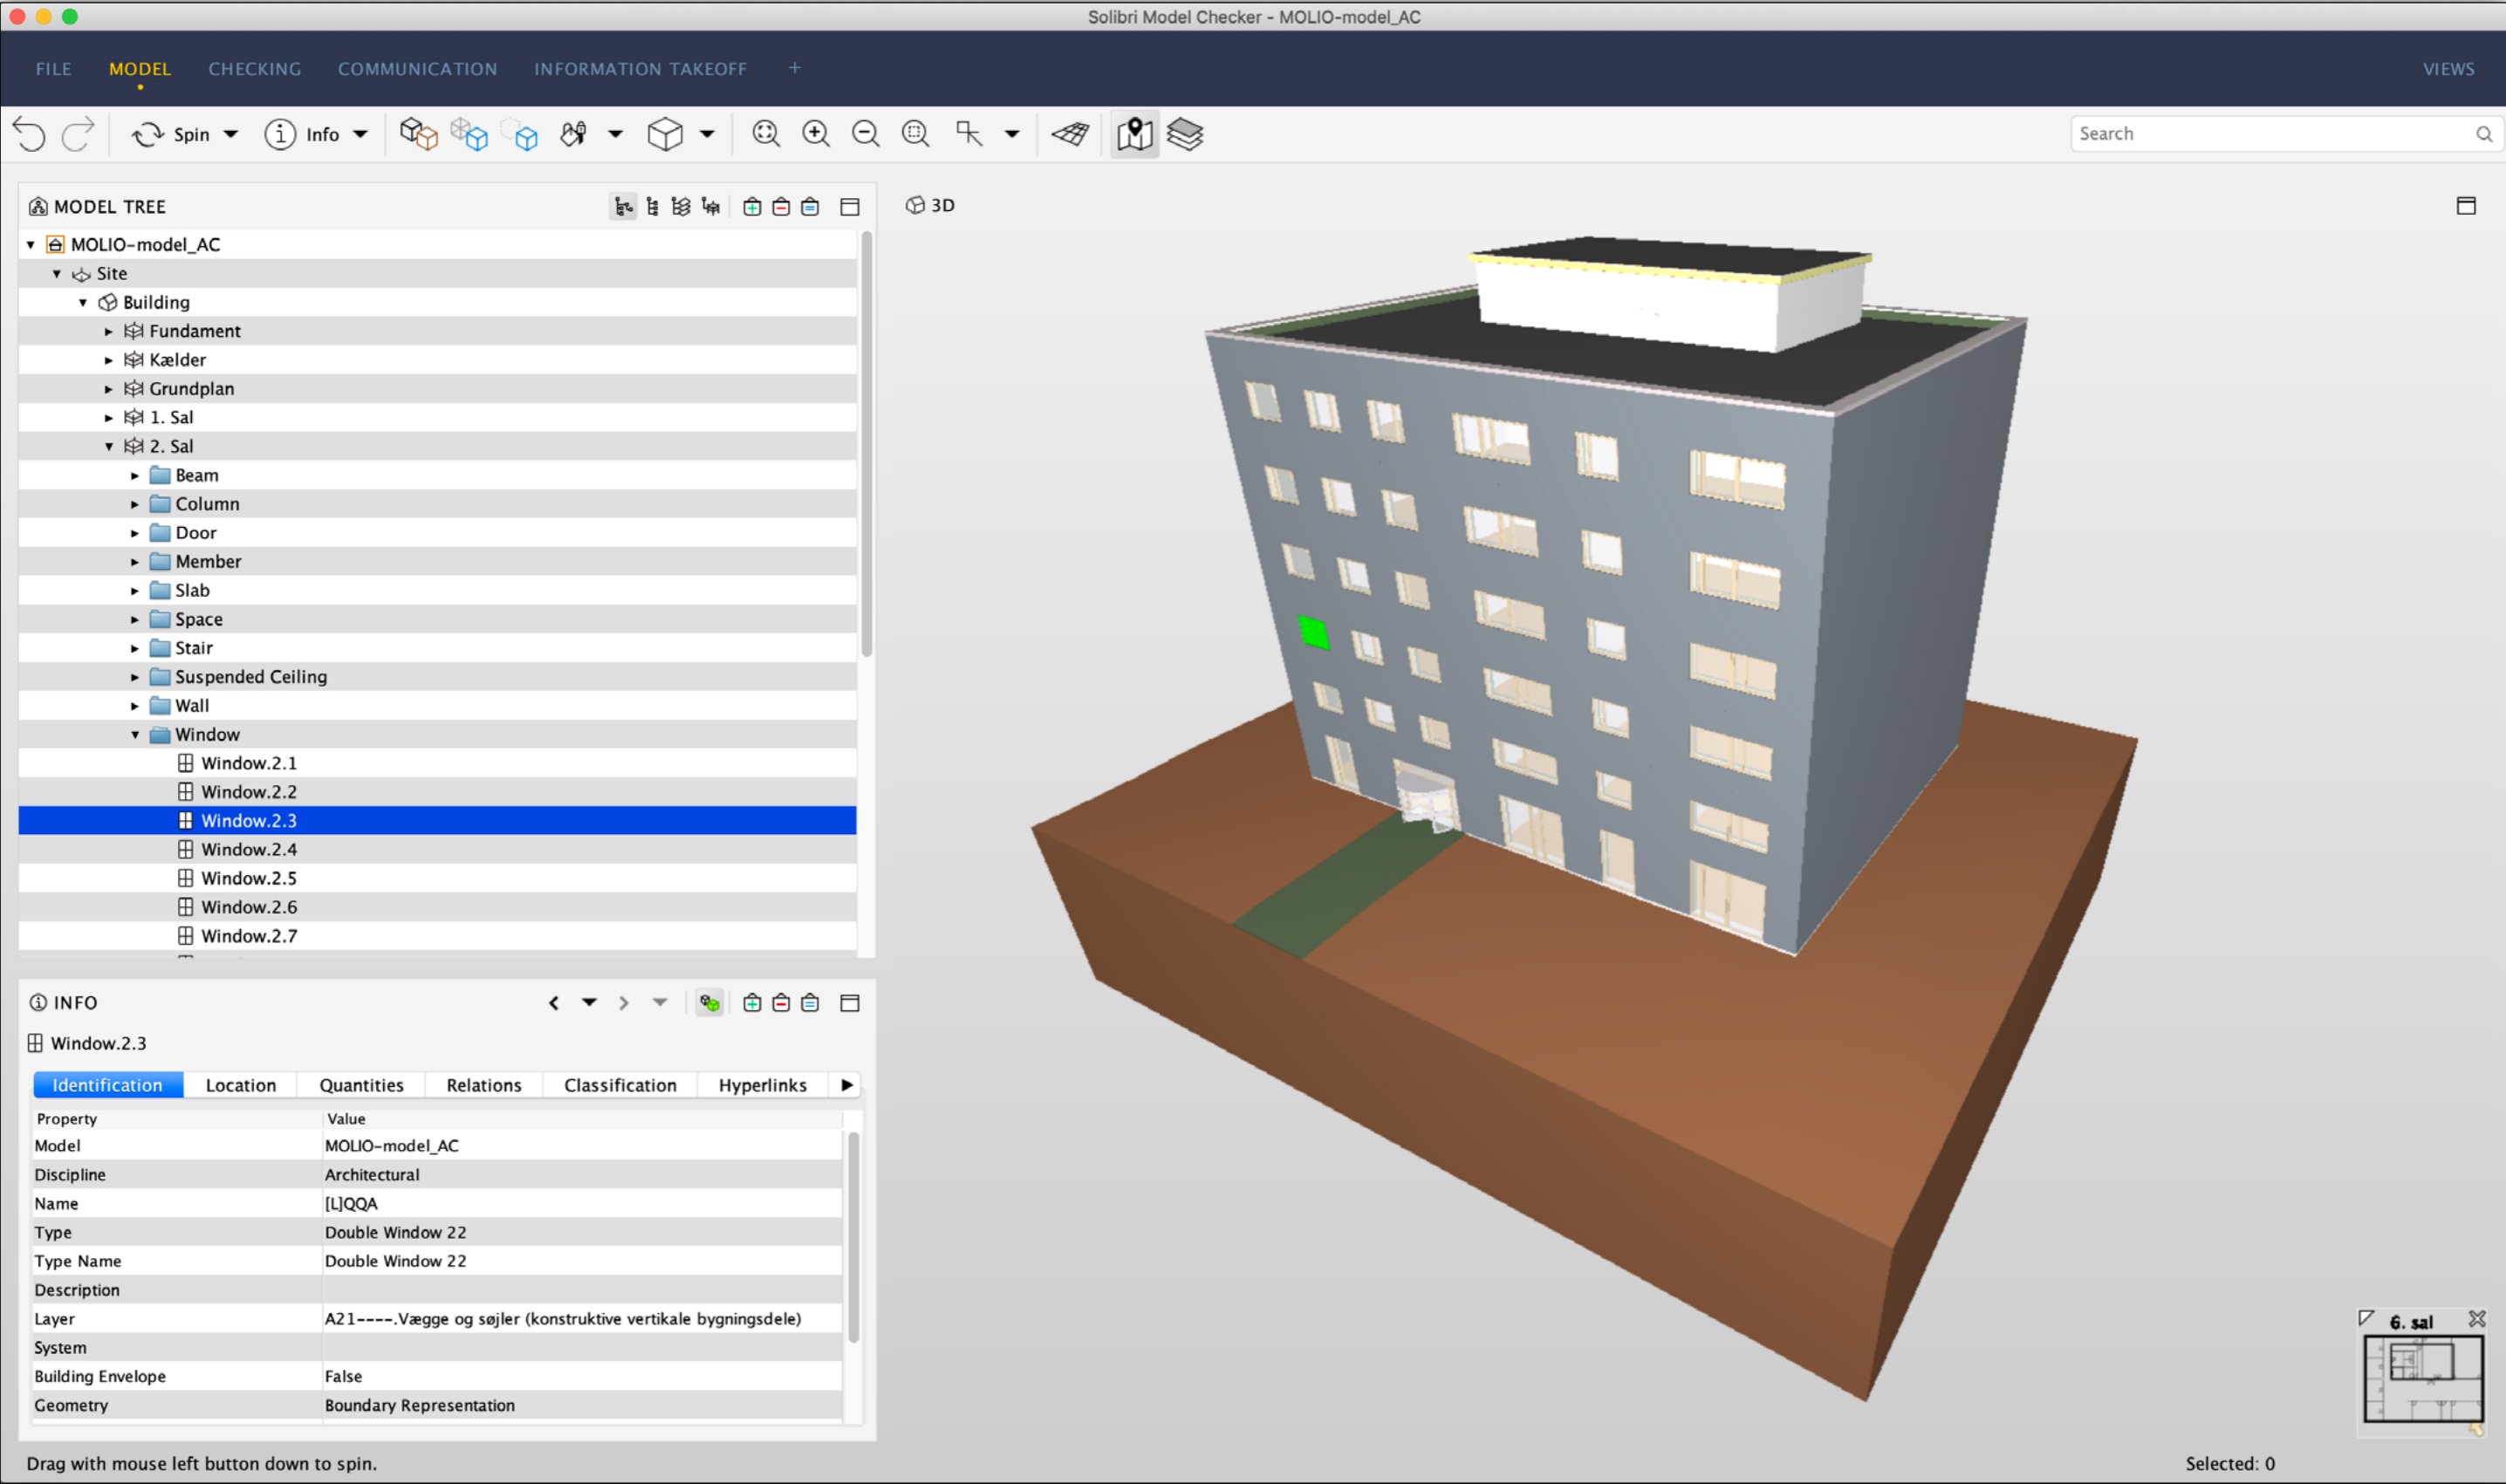 Solibri Model Checker - MOLIO-model_AC
FILE MODEL CHECKING COMMUNICATION INFORMATION TAKEOFF + VIEWS
Spin Info Search
MODEL TREE
3D
MOLIO-model_AC
Site
Building
Fundament
Kælder
Grundplan
1. Sal
2. Sal
Beam
Column
Door
Member
Slab
Space
Stair
Suspended Ceiling
Wall
Window
Window.2.1
Window.2.2
Window.2.3
Window.2.4
Window.2.5
Window.2.6
Window.2.7
INFO
Window.2.3
Identification Location Quantities Relations Classification Hyperlinks
Property Value
Model MOLIO-model_AC
Discipline Architectural
Name [L]QQA
Type Double Window 22
Type Name Double Window 22
Description
Layer A21----.Vægge og søjler (konstruktive vertikale bygningsdele)
System
Building Envelope False
Geometry Boundary Representation
6. sal
Drag with mouse left button down to spin.
Selected: 0